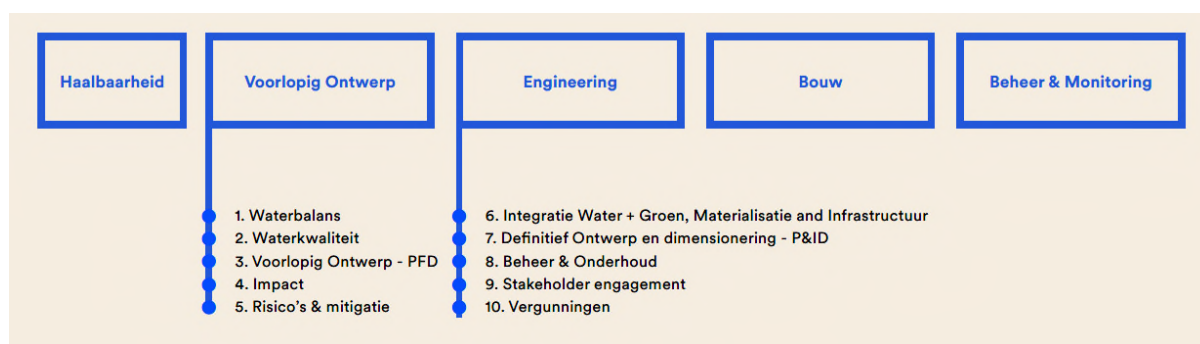 Haalbaarheid
Voorlopig Ontwerp
Engineering
Bouw
Beheer & Monitoring
1. Waterbalans
2. Waterkwaliteit
3. Voorlopig Ontwerp - PFD
4. Impact
5. Risico's & mitigatie
6. Integratie Water + Groen, Materialisatie and Infrastructuur
7. Definitief Ontwerp en dimensionering - P&ID
8. Beheer & Onderhoud
9. Stakeholder engagement
10. Vergunningen